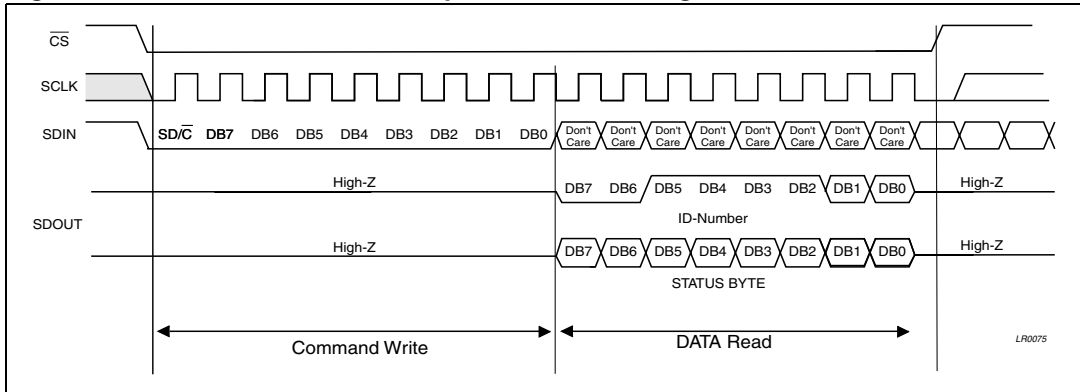 CS
SCLK
SDIN SD/C DB7 DB6 DB5 DB4 DB3 DB2 DB1 DB0 Don't Care Don't Care Don't Care Don't Care Don't Care Don't Care Don't Care Don't Care
High-Z DB7 DB6 DB5 DB4 DB3 DB2 DB1 DB0 High-Z
SDOUT
ID-Number
High-Z DB7 DB6 DB5 DB4 DB3 DB2 DB1 DB0 High-Z
STATUS BYTE
Command Write DATA Read LR0075